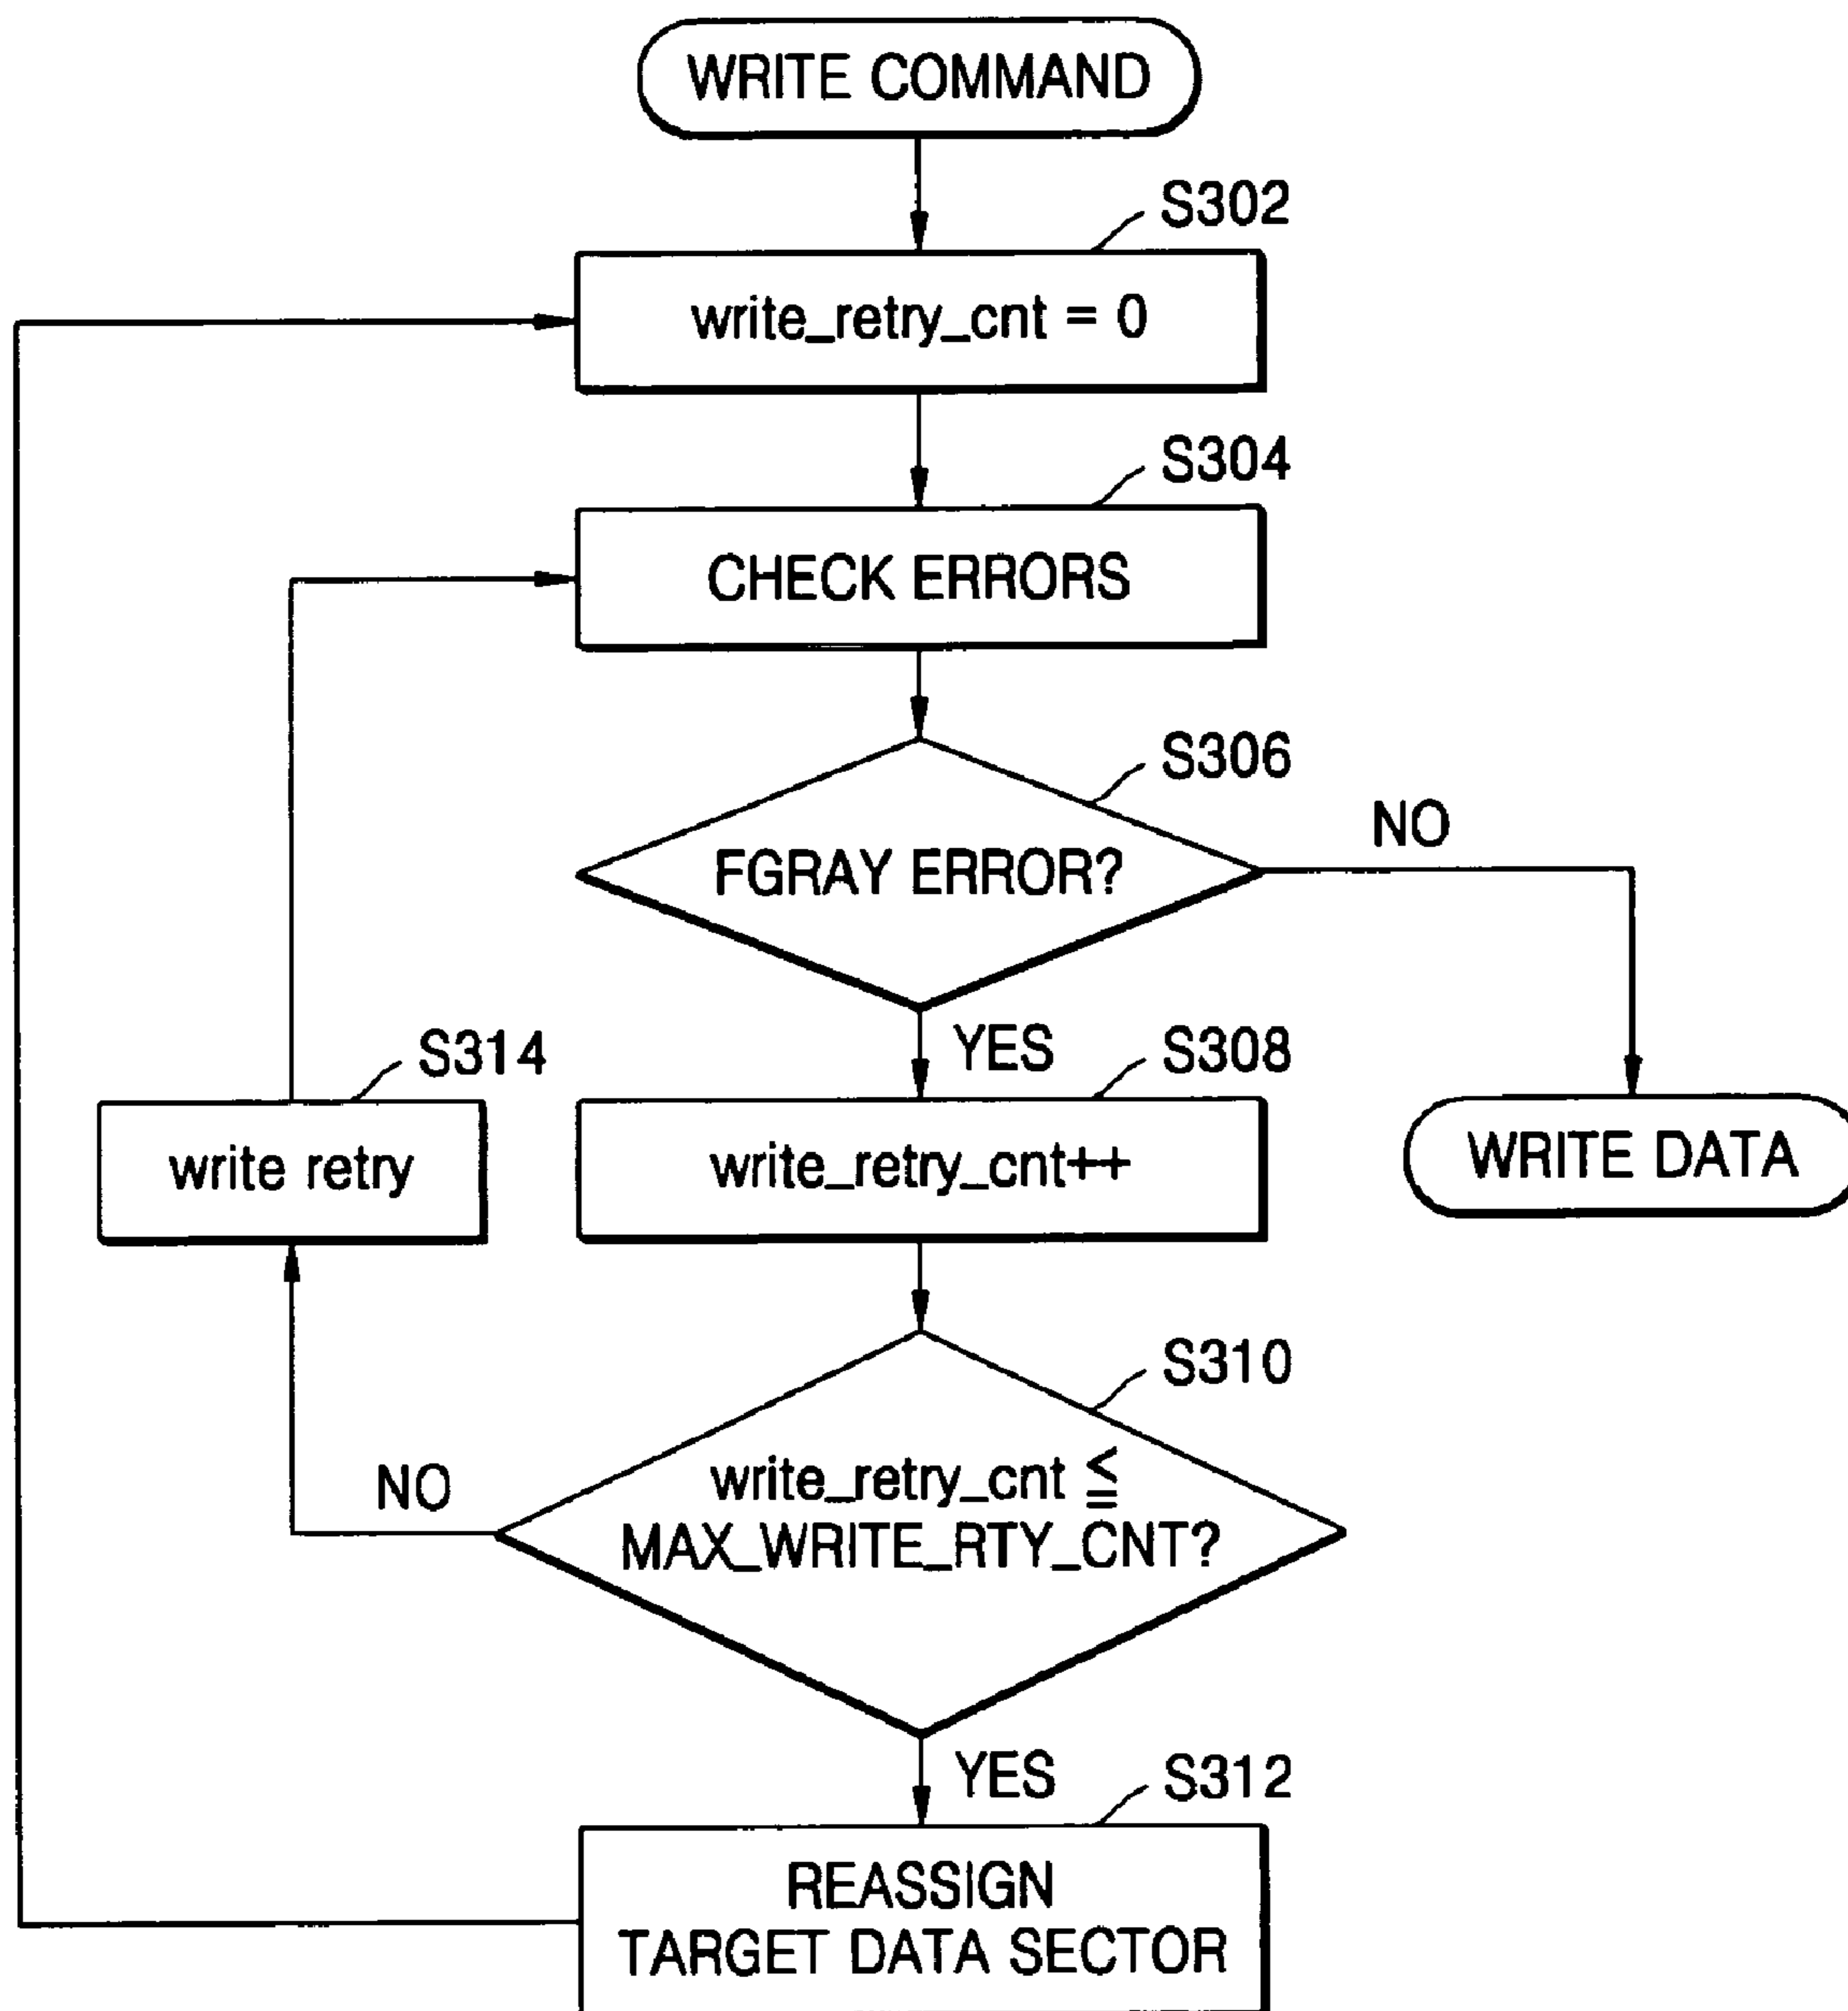 WRITE COMMAND
S302
write_retry_cnt = 0
S304
CHECK ERRORS
S306
FGRAY ERROR?
NO
YES
S308
S314
write retry
write_retry_cnt++
WRITE DATA
S310
write_retry_cnt ≦
MAX_WRITE_RTY_CNT?
NO
YES
S312
REASSIGN
TARGET DATA SECTOR